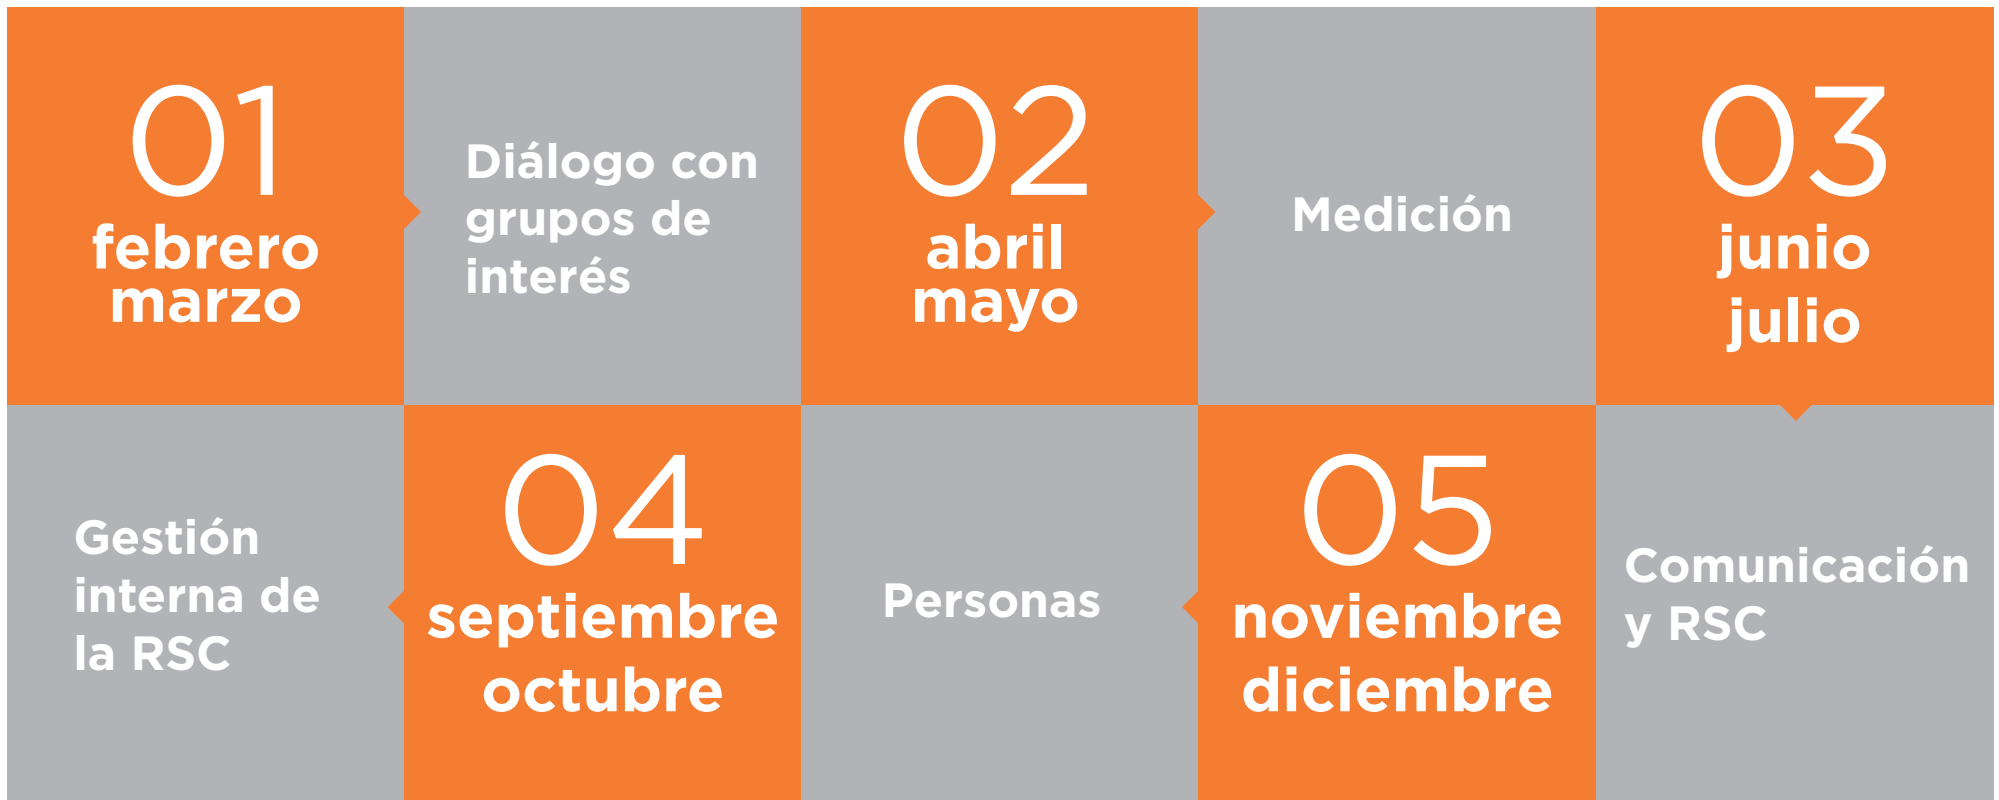 01
febrero
marzo
Diálogo con
grupos de
interés
02
abril
mayo
Medición
03
junio
julio
Gestión
interna de
la RSC
04
septiembre
octubre
Personas
05
noviembre
diciembre
Comunicación
y RSC